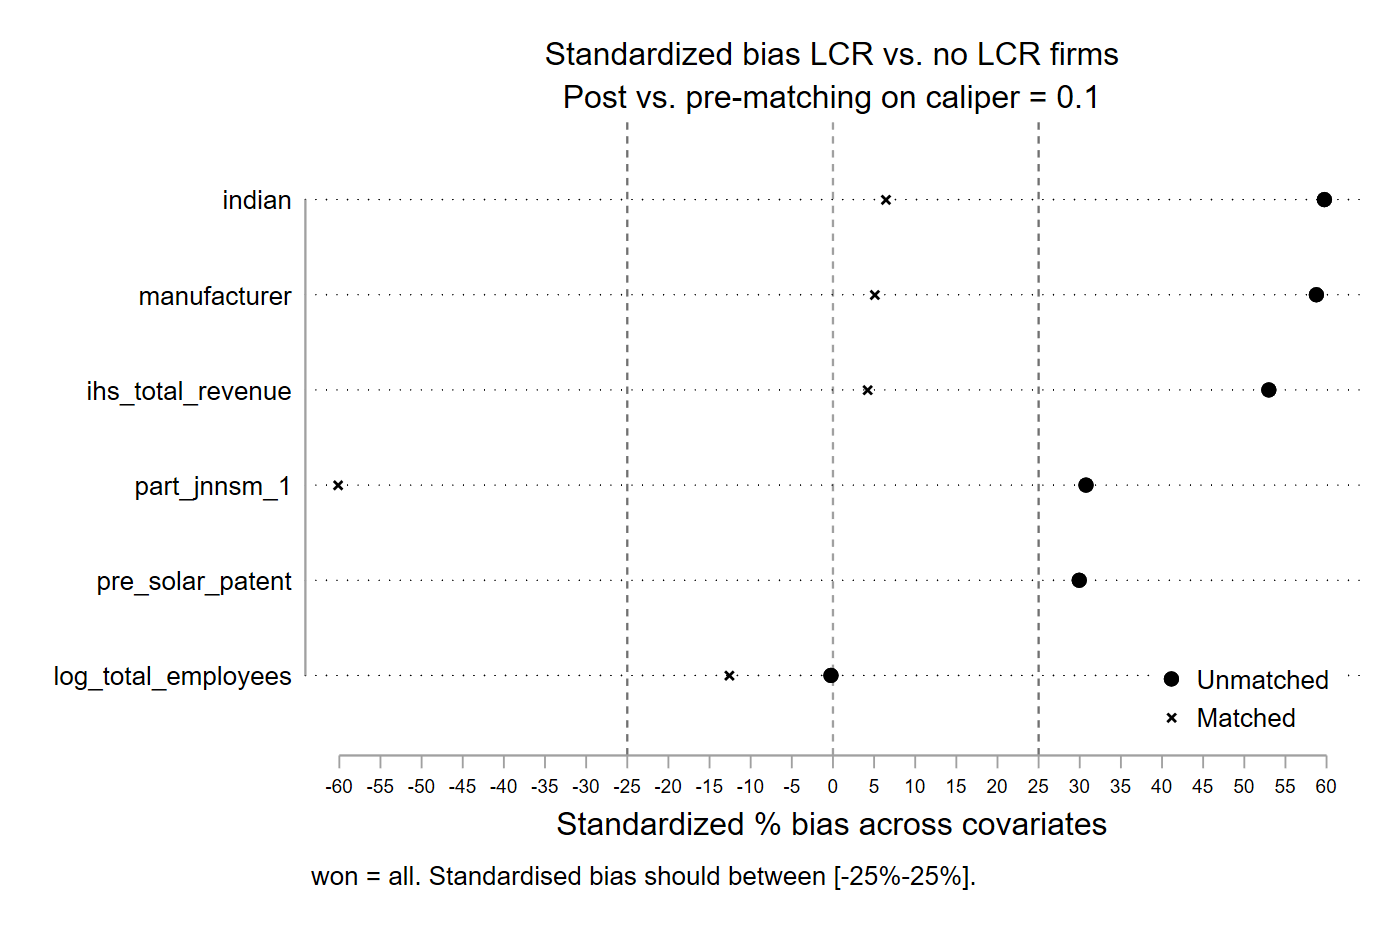 Standardized bias LCR vs. no LCR firms
Post vs. pre-matching on caliper = 0.1
indian
manufacturer
ihs_total_revenue
part_jnnsm_1
pre_solar_patent
log_total_employees
Unmatched
Matched
-60 -55 -50 -45 -40 -35 -30 -25 -20 -15 -10 -5 0 5 10 15 20 25 30 35 40 45 50 55 60
Standardized % bias across covariates
won = all. Standardised bias should between [-25%-25%].